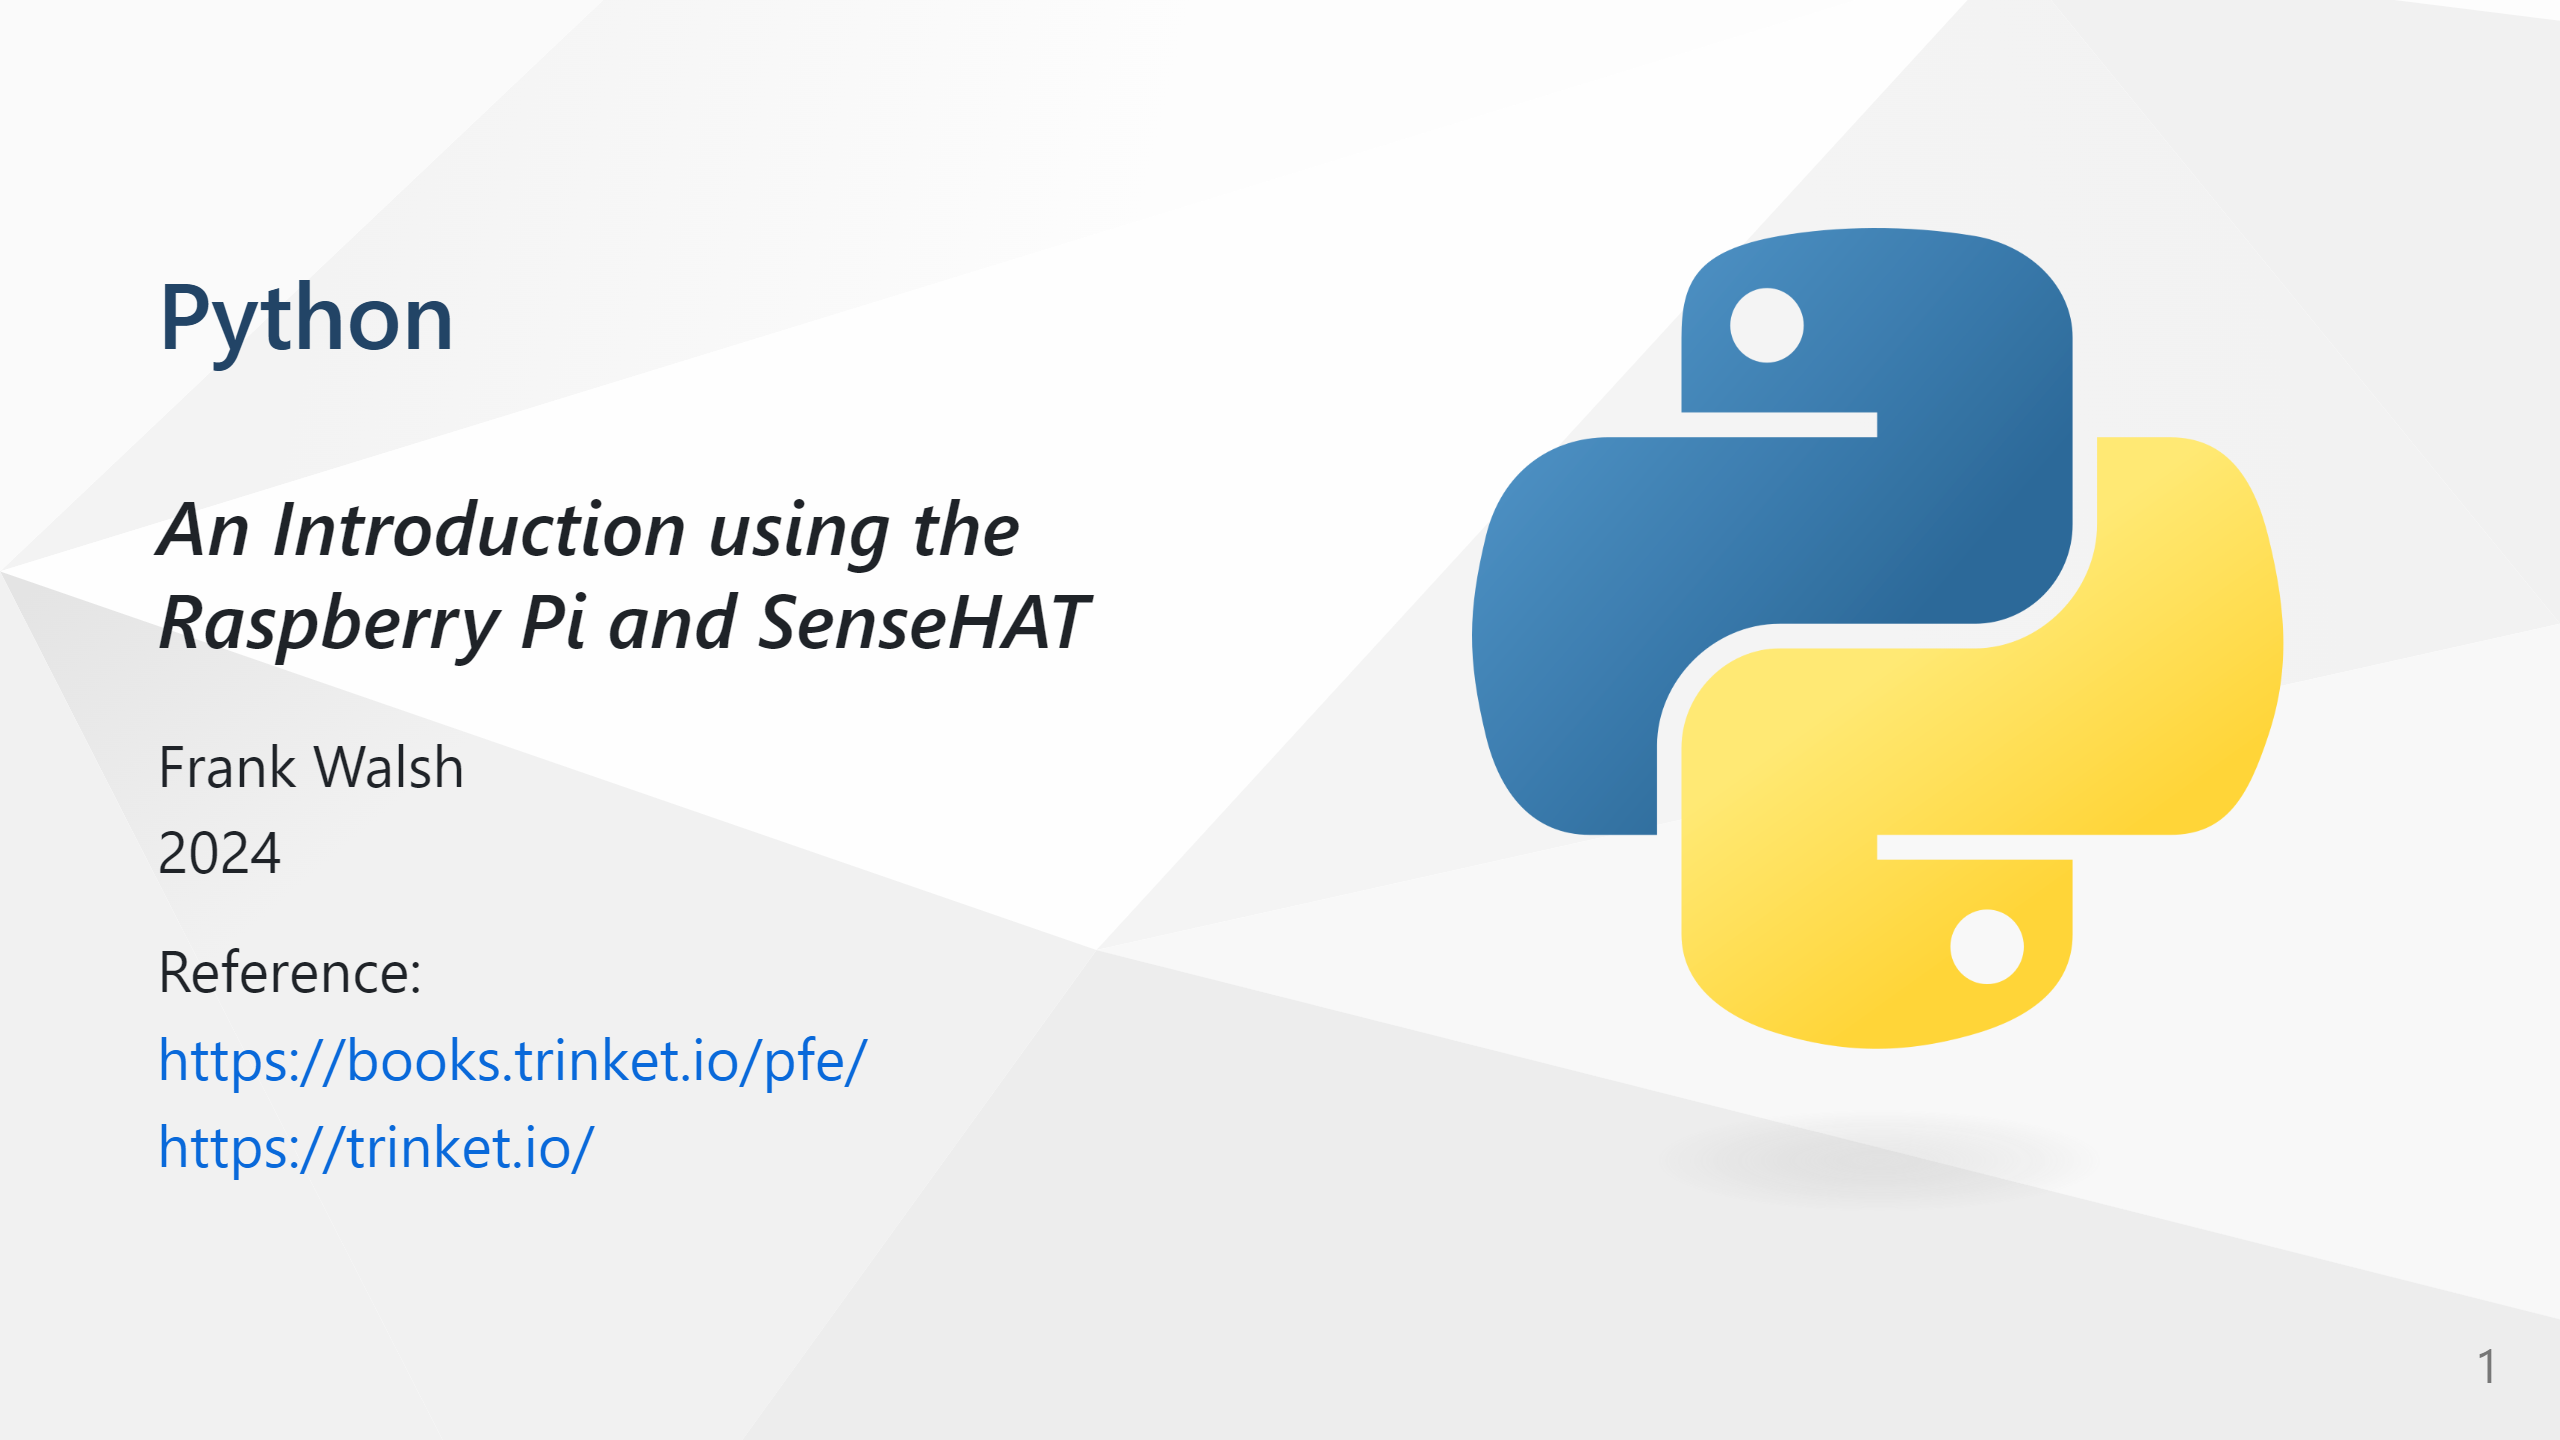 Python
An Introduction using the
Raspberry Pi and SenseHAT
Frank Walsh
2024
Reference:
https://books.trinket.io/pfe/
https://trinket.io/
1